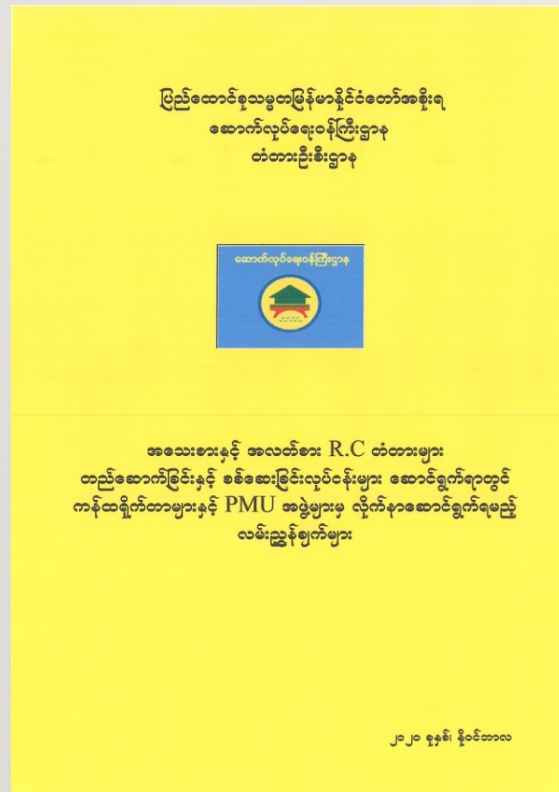 ပြည်ထောင်စုသမ္မတမြန်မာနိုင်ငံတော်အစိုးရ
ဆောက်လုပ်ရေးဝန်ကြီးဌာန
တံတားဦးစီးဌာန
ဆောက်လုပ်ရေးဝန်ကြီးဌာန
အသေးစားနှင့် အလတ်စား R.C တံတားများ
တည်ဆောက်ခြင်းနှင့် စစ်ဆေးခြင်းလုပ်ငန်းများ ဆောင်ရွက်ရာတွင်
ကန်ထရိုက်တာများနှင့် PMU အဖွဲ့များမှ လိုက်နာဆောင်ရွက်ရမည့်
လမ်းညွှန်ချက်များ
၂၀၂၀ ခုနှစ်၊ နိုဝင်ဘာလ